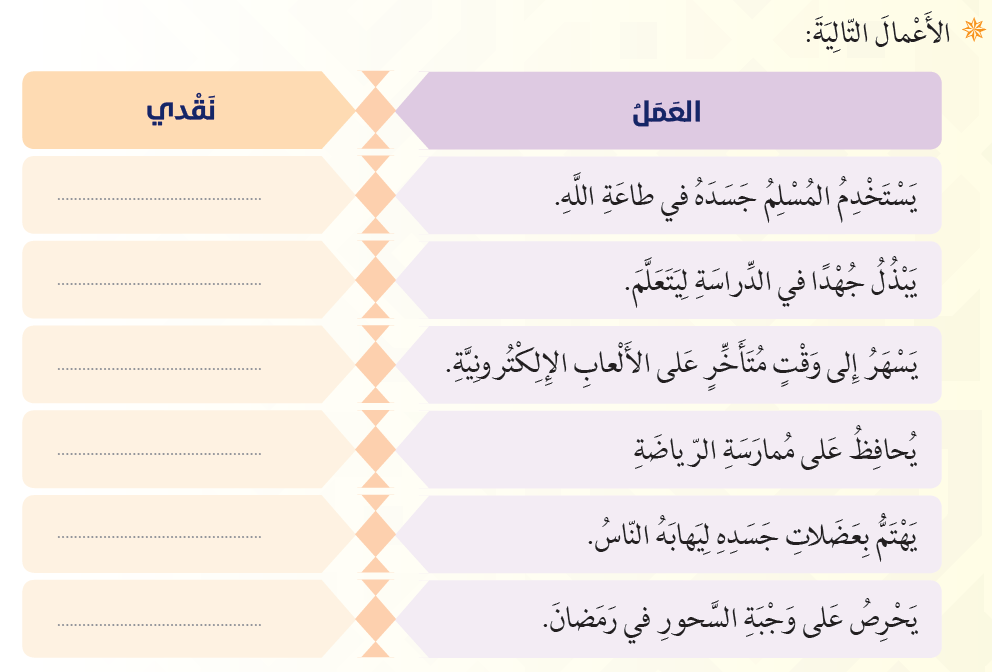 الأَعْمالَ التّالِيَةَ:
العَمَلُ
نَقْدي
يَسْتَخْدِمُ المُسْلِمُ جَسَدَهُ في طاعَةِ اللَّهِ.
يَبْذُلُ جُهْدًا في الدِّراسَةِ لِيَتَعَلَّمَ.
يَسْهَرُ إِلى وَقْتٍ مُتَأَخِّرٍ عَلى الأَلْعابِ الإِلِكْتُرونِيَّةِ.
يُحافِظُ عَلى مُمارَسَةِ الرّياضَةِ
يَهْتَمُّ بِعَضَلاتِ جَسَدِهِ لِيَهابَهُ النّاسُ.
يَحْرِصُ عَلى وَجْبَةِ السَّحورِ في رَمَضانَ.